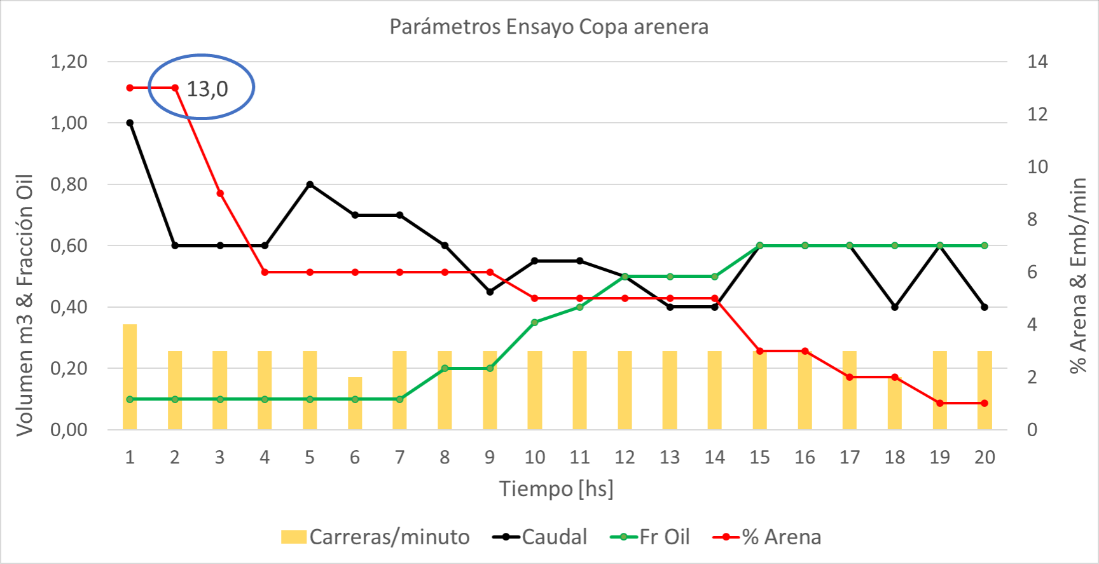 Parámetros Ensayo Copa arenera
1,20
1,00
0,80
0,60
0,40
0,20
0,00
Volumen m3 & Fracción Oil
13,0
14
12
10
8
6
4
2
0
% Arena & Emb/min
1 2 3 4 5 6 7 8 9 10 11 12 13 14 15 16 17 18 19 20
Tiempo [hs]
Carreras/minuto Caudal Fr Oil % Arena